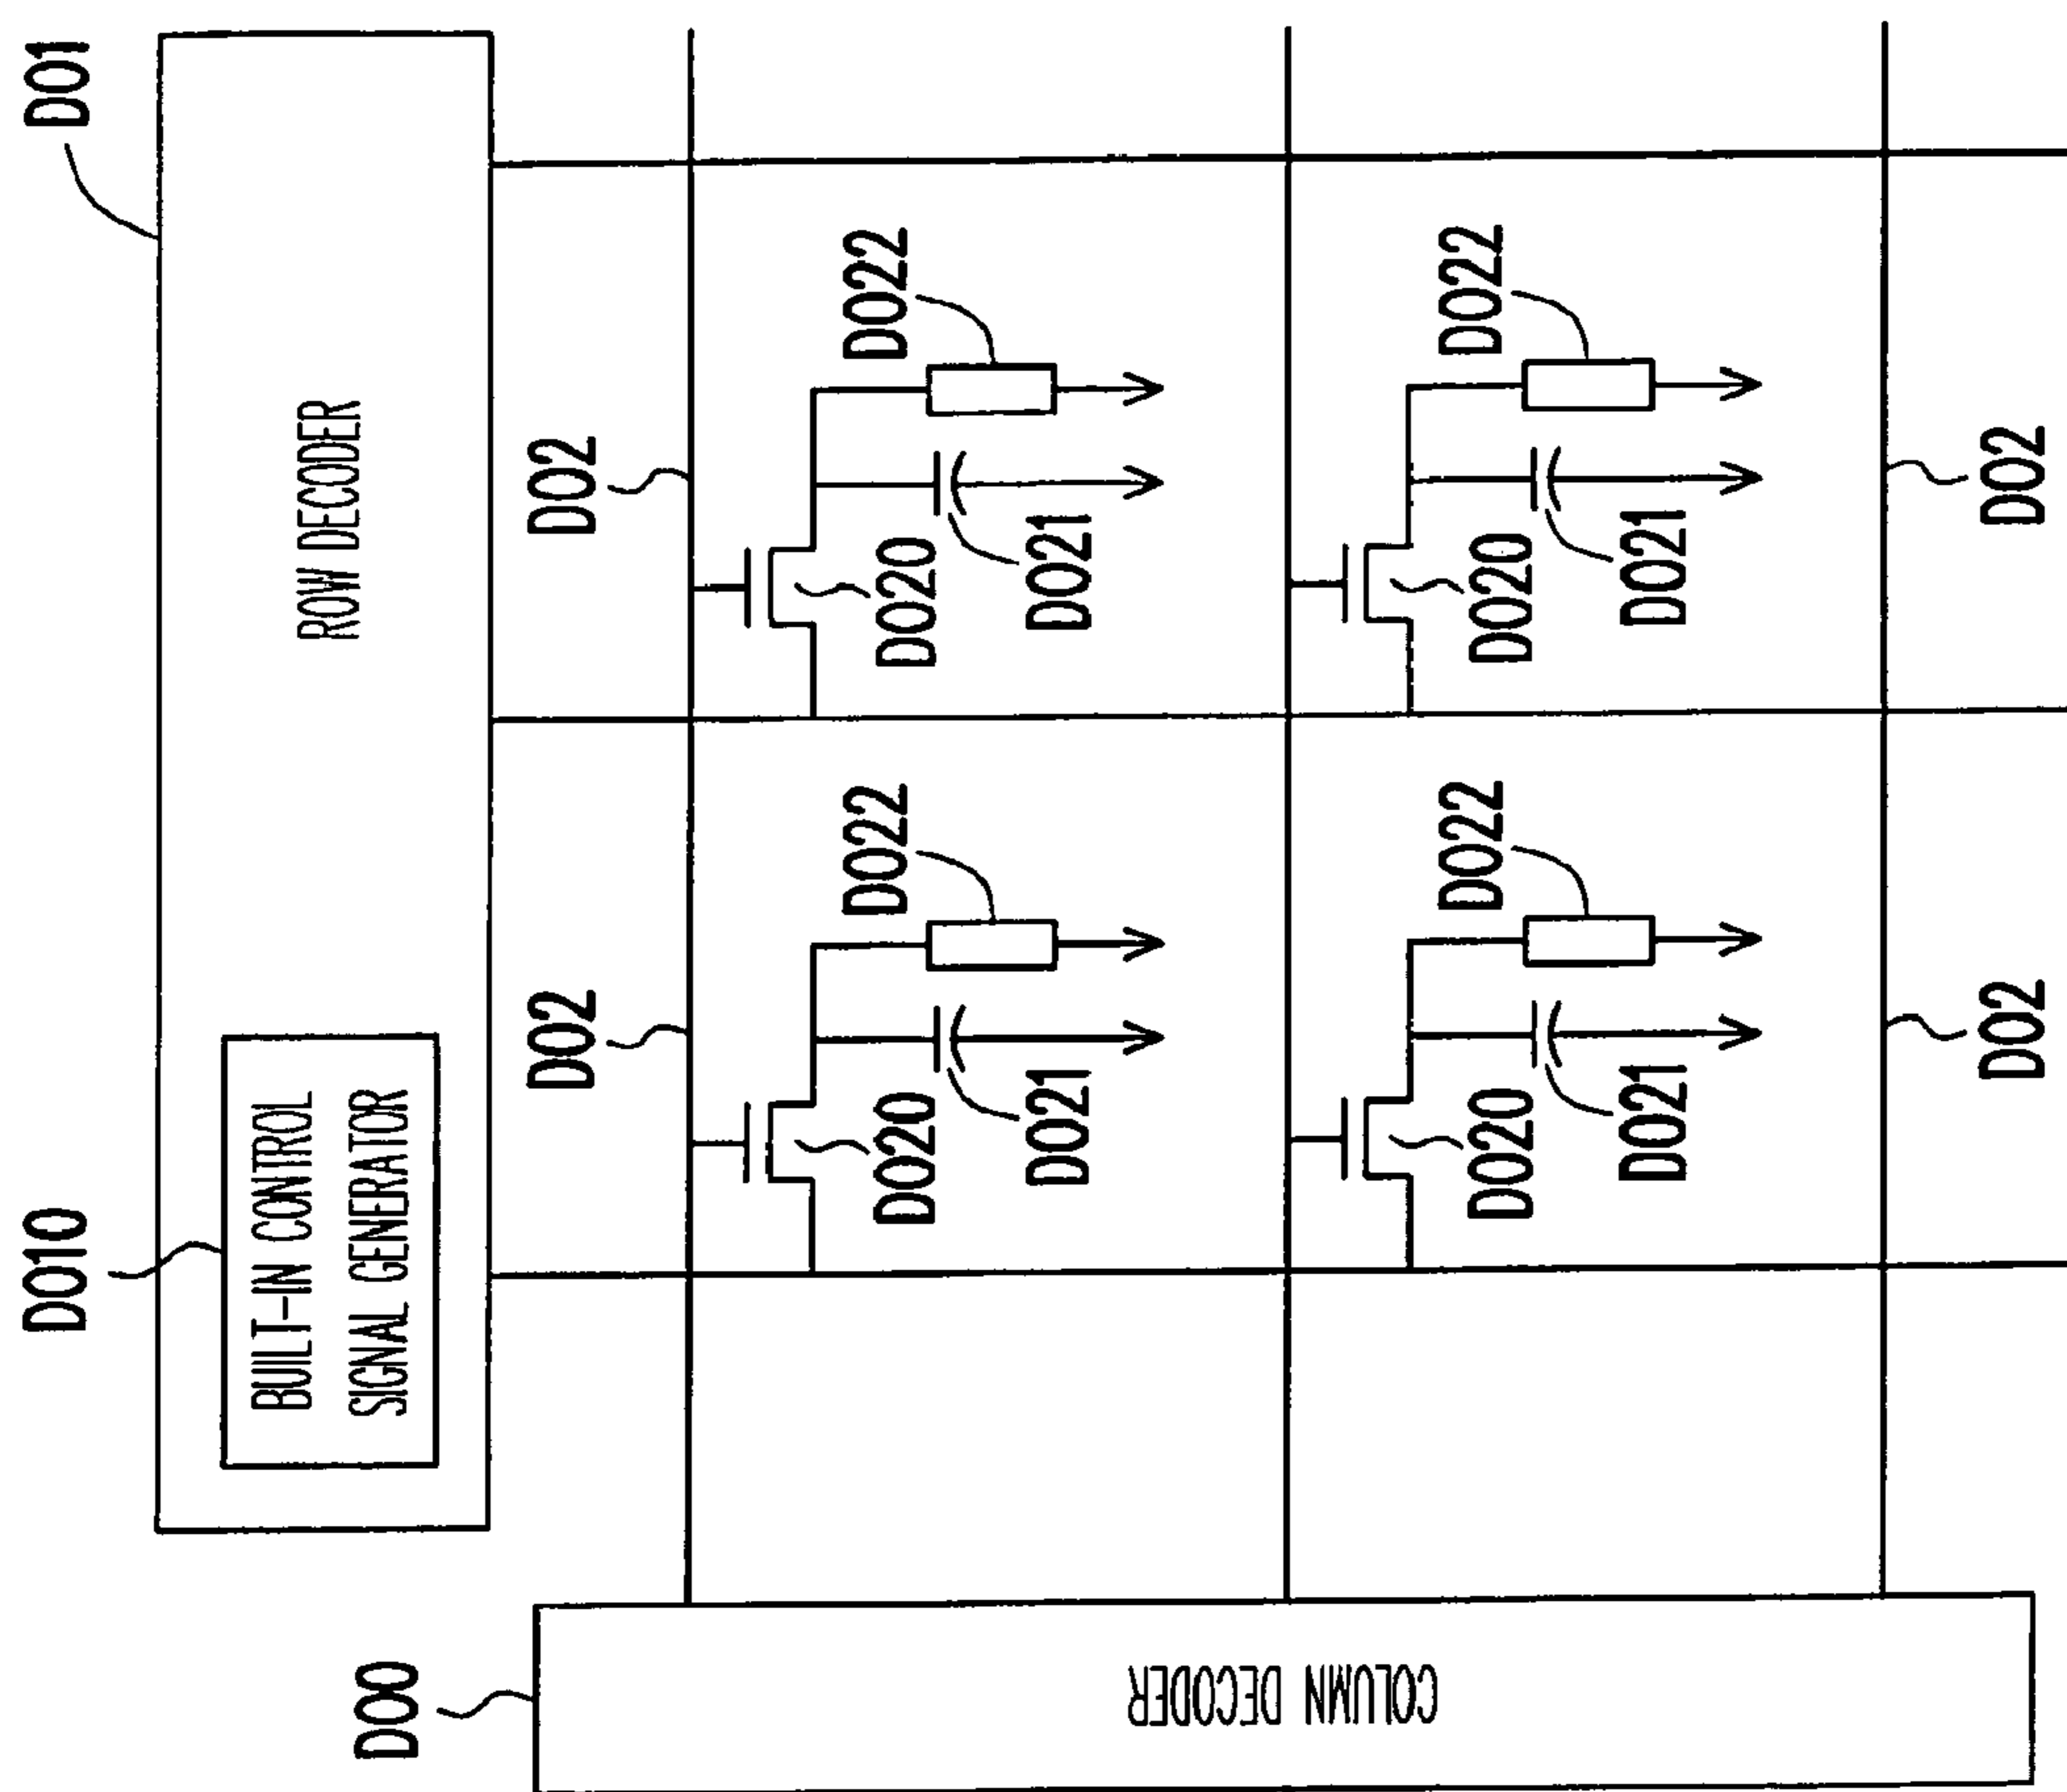 D010
D01
BUILT-IN CONTROL
SIGNAL GENERATOR
ROW DECODER
D00
D02
D02
D022
D022
D020
D020
D021
D021
COLUMN DECODER
D022
D022
D020
D020
D021
D021
D02
D02